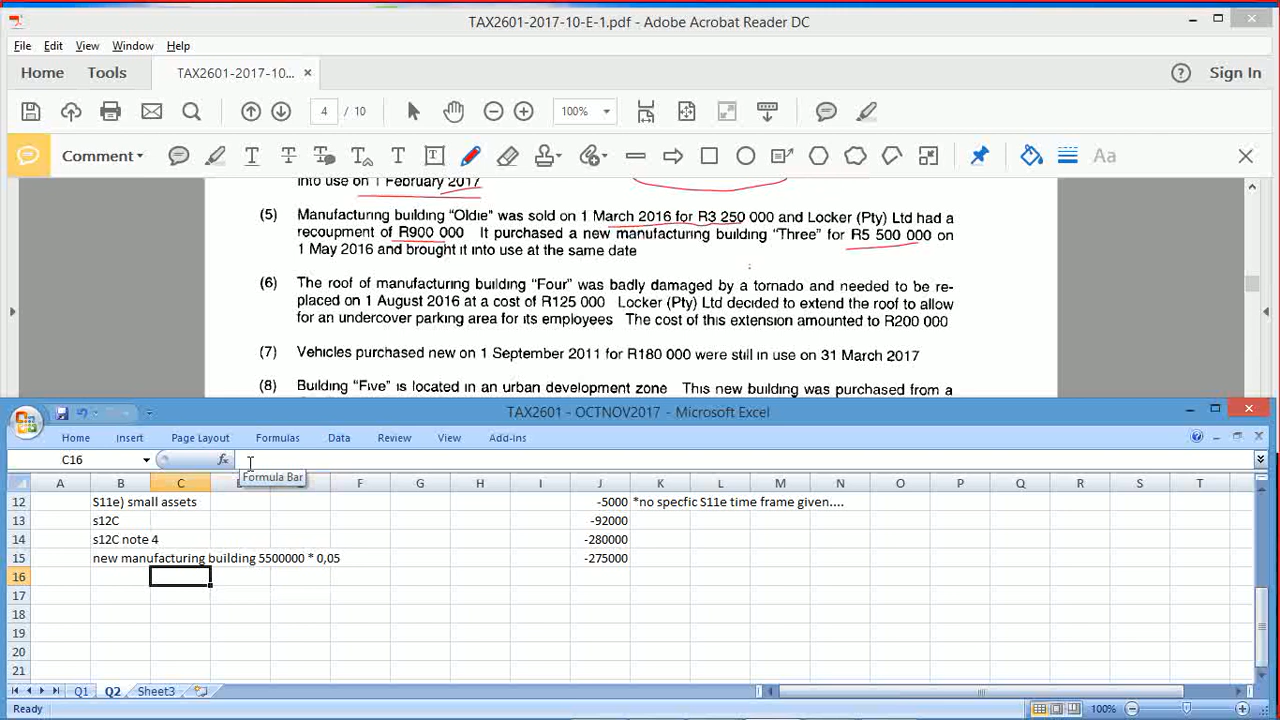 TAX2601-2017-10-E-1.pdf - Adobe Acrobat Reader DC
File Edit View Window Help
Home Tools TAX2601-2017-10... × Sign In
4 / 10 100%
Comment Aa
into use on 1 February 2017
(5) Manufacturing building “Oldie” was sold on 1 March 2016 for R3 250 000 and Locker (Pty) Ltd had a
recoupment of R900 000 It purchased a new manufacturing building “Three” for R5 500 000 on
1 May 2016 and brought it into use at the same date
(6) The roof of manufacturing building “Four” was badly damaged by a tornado and needed to be re-
placed on 1 August 2016 at a cost of R125 000 Locker (Pty) Ltd decided to extend the roof to allow
for an undercover parking area for its employees The cost of this extension amounted to R200 000
(7) Vehicles purchased new on 1 September 2011 for R180 000 were still in use on 31 March 2017
(8) Building “Five” is located in an urban development zone This new building was purchased from a
TAX2601 - OCTNOV2017 - Microsoft Excel
Home Insert Page Layout Formulas Data Review View Add-Ins
C16 fx
Formula Bar
A B C F G H I J K L M N O P Q R S T
12 S11e) small assets -5000 *no specfic S11e time frame given....
13 s12C -92000
14 s12C note 4 -280000
15 new manufacturing building 5500000 * 0,05 -275000
16
17
18
19
20
21
Q1 Q2 Sheet3
Ready 100%